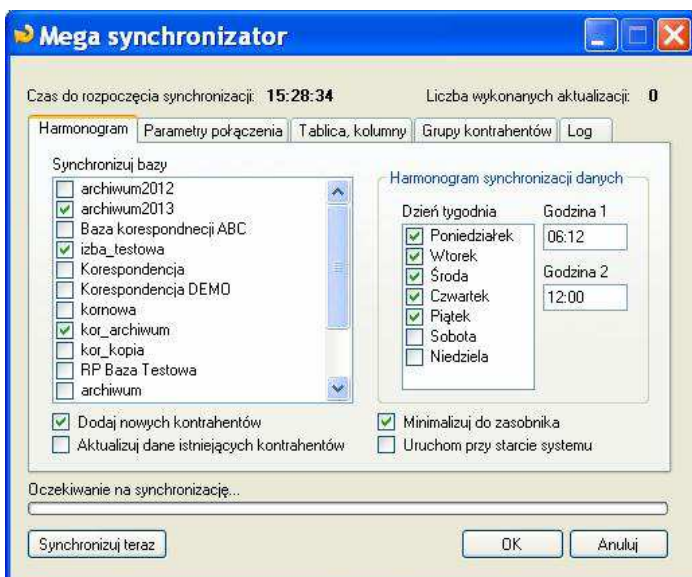 Mega synchronizator
Czas do rozpoczęcia synchronizacji: 15:28:34 Liczba wykonanych aktualizacji: 0
Harmonogram Parametry połączenia Tablica, kolumny Grupy kontrahentów Log
Synchronizuj bazy
archiwum2012
archiwum2013
Baza korespondnecji ABC
izba_testowa
Korespondencja
Korespondencja DEMO
kornowa
kor_archiwum
kor_kopia
RP Baza Testowa
archiwum
Harmonogram synchronizacji danych
Dzień tygodnia
Poniedziałek
Wtorek
Środa
Czwartek
Piątek
Sobota
Niedziela
Godzina 1
06:12
Godzina 2
12:00
Dodaj nowych kontrahentów
Aktualizuj dane istniejących kontrahentów
Minimalizuj do zasobnika
Uruchom przy starcie systemu
Oczekiwanie na synchronizację...
Synchronizuj teraz OK Anuluj